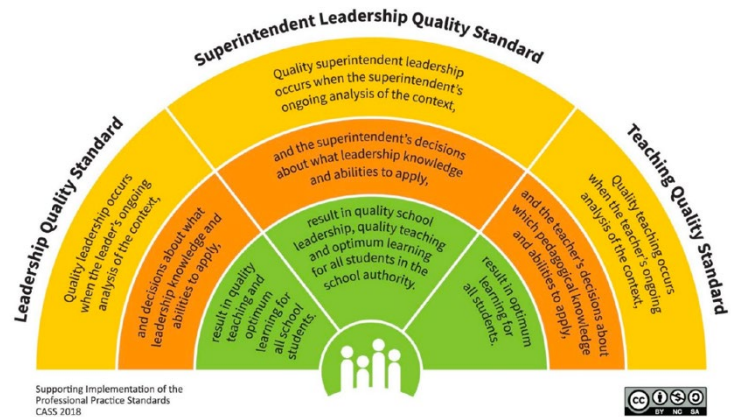 Superintendent Leadership Quality Standard
Quality superintendent leadership
occurs when the superintendent's
ongoing analysis of the context,
and the superintendent's decisions
about what leadership knowledge
and abilities to apply,
result in quality school
leadership, quality teaching
and optimum learning
for all students in the
school authority.
Leadership Quality Standard
Quality leadership occurs
when the leader's ongoing
analysis of the context,
and decisions about what
leadership knowledge and
abilities to apply,
result in quality
teaching and
optimum
learning for
all school
students.
Teaching Quality Standard
Quality teaching occurs
when the teacher's ongoing
analysis of the context,
and the teacher's decisions about
which pedagogical knowledge
and abilities to apply,
result in optimum
learning for
all students.
Supporting Implementation of the
Professional Practice Standards
CASS 2018
cc
BY NC SA